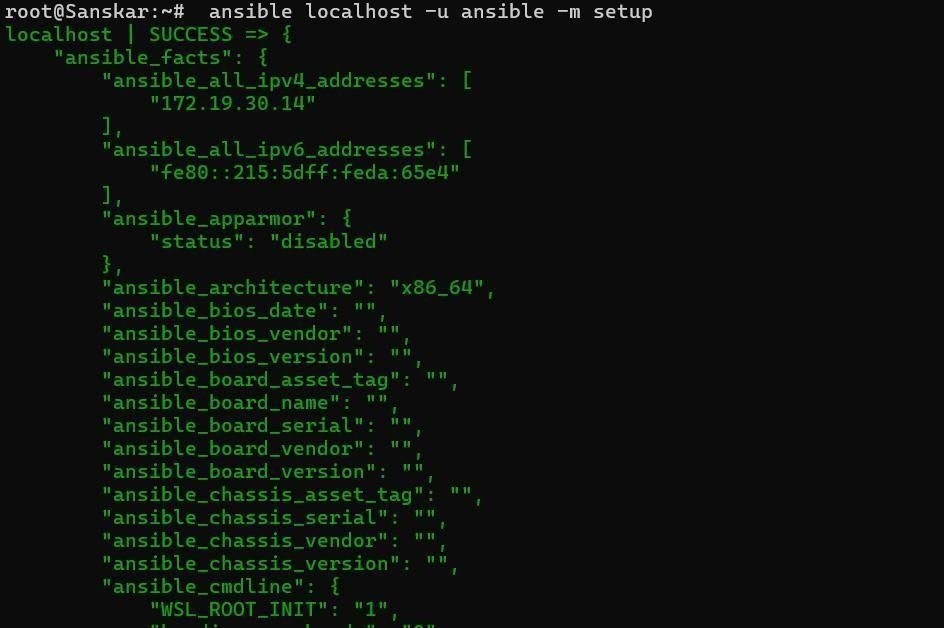 root@Sanskar:~#  ansible localhost -u ansible -m setup
localhost | SUCCESS => {
    "ansible_facts": {
        "ansible_all_ipv4_addresses": [
            "172.19.30.14"
        ],
        "ansible_all_ipv6_addresses": [
            "fe80::215:5dff:feda:65e4"
        ],
        "ansible_apparmor": {
            "status": "disabled"
        },
        "ansible_architecture": "x86_64",
        "ansible_bios_date": "",
        "ansible_bios_vendor": "",
        "ansible_bios_version": "",
        "ansible_board_asset_tag": "",
        "ansible_board_name": "",
        "ansible_board_serial": "",
        "ansible_board_vendor": "",
        "ansible_board_version": "",
        "ansible_chassis_asset_tag": "",
        "ansible_chassis_serial": "",
        "ansible_chassis_vendor": "",
        "ansible_chassis_version": "",
        "ansible_cmdline": {
            "WSL_ROOT_INIT": "1",